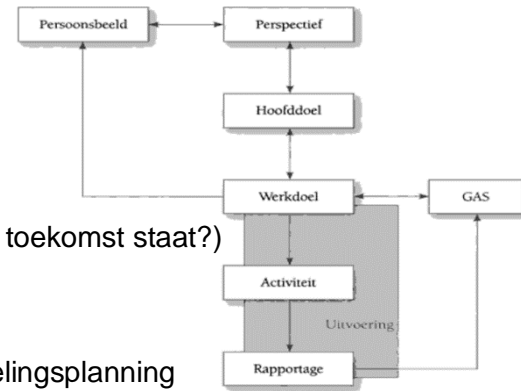 Persoonsbeeld
Perspectief
Hoofddoel
Werkdoel
GAS
toekomst staat?)
Activiteit
Uitvoering
Rapportage
elingsplanning